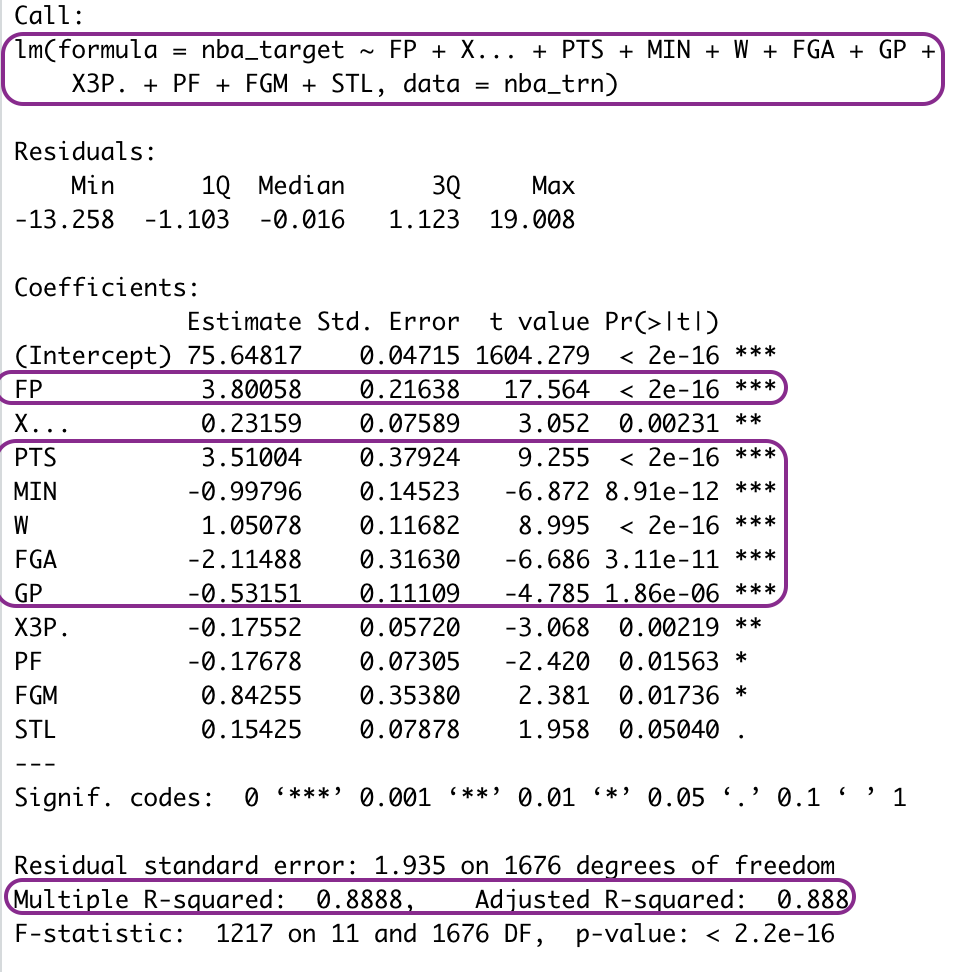 Call:
lm(formula = nba_target ~ FP + X... + PTS + MIN + W + FGA + GP +
    X3P. + PF + FGM + STL, data = nba_trn)

Residuals:
    Min      1Q  Median      3Q     Max
-13.258  -1.103  -0.016   1.123  19.008

Coefficients:
            Estimate Std. Error  t value Pr(>|t|)
(Intercept) 75.64817    0.04715 1604.279  < 2e-16 ***
FP           3.80058    0.21638   17.564  < 2e-16 ***
X...         0.23159    0.07589    3.052  0.00231 **
PTS          3.51004    0.37924    9.255  < 2e-16 ***
MIN         -0.99796    0.14523   -6.872 8.91e-12 ***
W            1.05078    0.11682    8.995  < 2e-16 ***
FGA         -2.11488    0.31630   -6.686 3.11e-11 ***
GP          -0.53151    0.11109   -4.785 1.86e-06 ***
X3P.        -0.17552    0.05720   -3.068  0.00219 **
PF          -0.17678    0.07305   -2.420  0.01563 *
FGM          0.84255    0.35380    2.381  0.01736 *
STL          0.15425    0.07878    1.958  0.05040 .
---
Signif. codes:  0 ‘***’ 0.001 ‘**’ 0.01 ‘*’ 0.05 ‘.’ 0.1 ‘ ’ 1

Residual standard error: 1.935 on 1676 degrees of freedom
Multiple R-squared:  0.8888,    Adjusted R-squared:  0.888
F-statistic:  1217 on 11 and 1676 DF,  p-value: < 2.2e-16